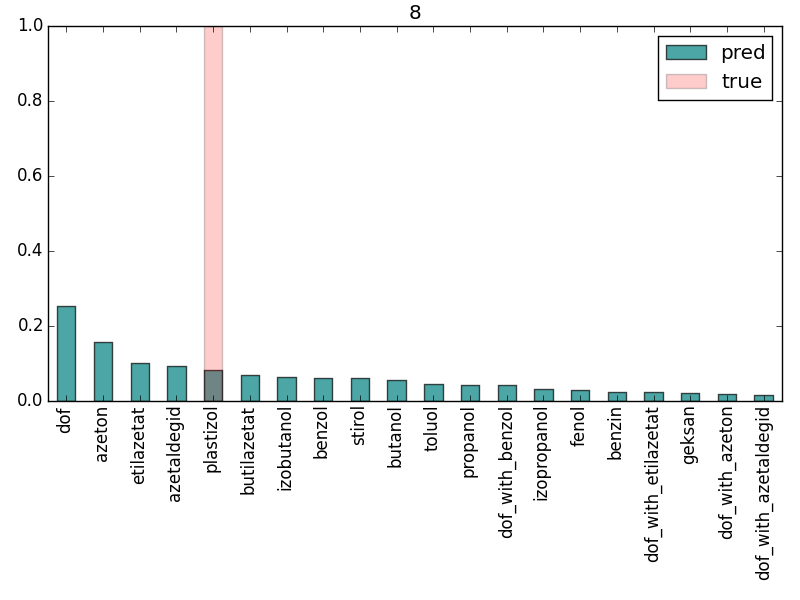 8
1.0
0.8
0.6
0.4
0.2
0.0
pred
true
dof
azeton
etilazetat
azetaldegid
plastizol
butilazetat
izobutanol
benzol
stirol
butanol
toluol
propanol
dof_with_benzol
izopropanol
fenol
benzin
dof_with_etilazetat
geksan
dof_with_azeton
dof_with_azetaldegid